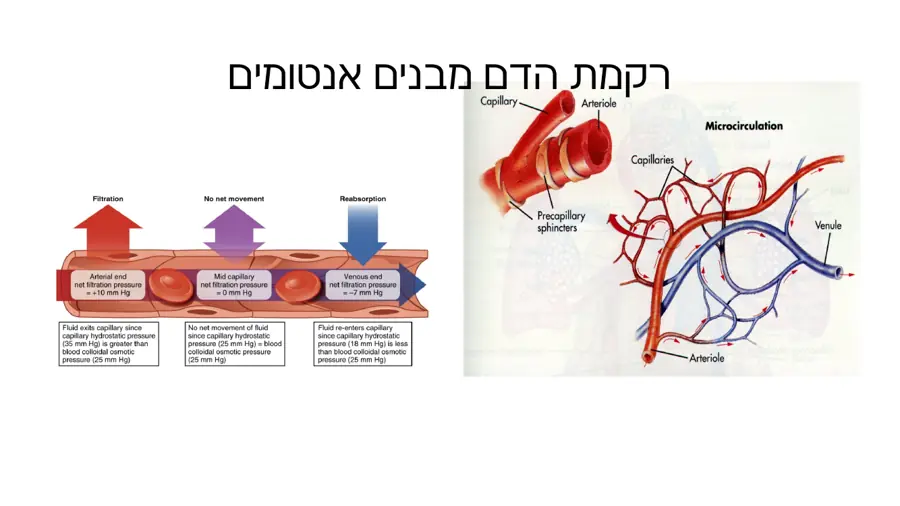 רקמת הדם מבנים אנטומים
Filtration
No net movement
Reabsorption
Arterial end
net filtration pressure
= +10 mm Hg
Mid capillary
net filtration pressure
= 0 mm Hg
Venous end
net filtration pressure
= –7 mm Hg
Fluid exits capillary since
capillary hydrostatic pressure
(35 mm Hg) is greater than
blood colloidal osmotic
pressure (25 mm Hg)
No net movement of fluid
since capillary hydrostatic
pressure (25 mm Hg) = blood
colloidal osmotic pressure
(25 mm Hg)
Fluid re-enters capillary
since capillary hydrostatic
pressure (18 mm Hg) is less
than blood colloidal osmotic
pressure (25 mm Hg)
Capillary
Arteriole
Microcirculation
Capillaries
Precapillary
sphincters
Venule
Arteriole